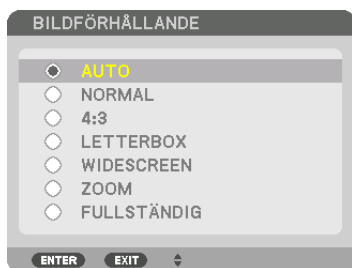 BILDFÖRHÅLLANDE
AUTO
NORMAL
4:3
LETTERBOX
WIDESCREEN
ZOOM
FULLSTÄNDIG
ENTER EXIT